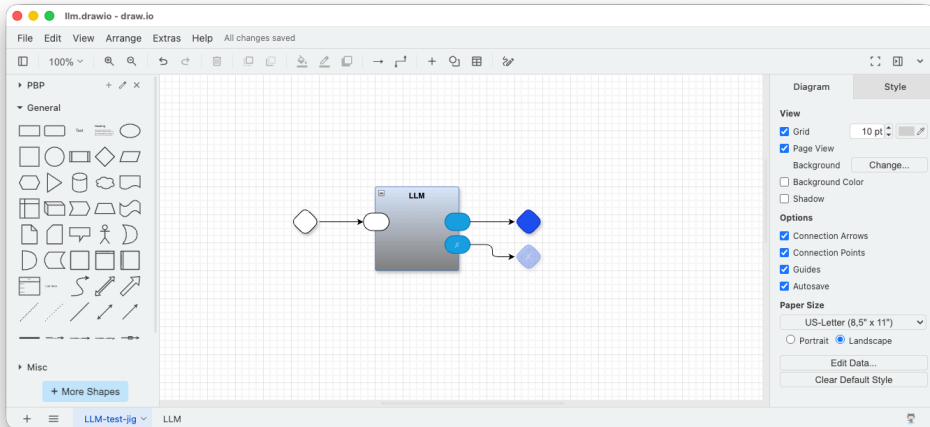 llm.drawio - draw.io
File Edit View Arrange Extras Help All changes saved
100%
PBP
General
Text
Heading
Misc
+ More Shapes
LLM
Diagram Style
View
Grid 10 pt
Page View
Background Change...
Background Color
Shadow
Options
Connection Arrows
Connection Points
Guides
Autosave
Paper Size
US-Letter (8,5" x 11")
Portrait Landscape
Edit Data...
Clear Default Style
LLM-test-jig LLM